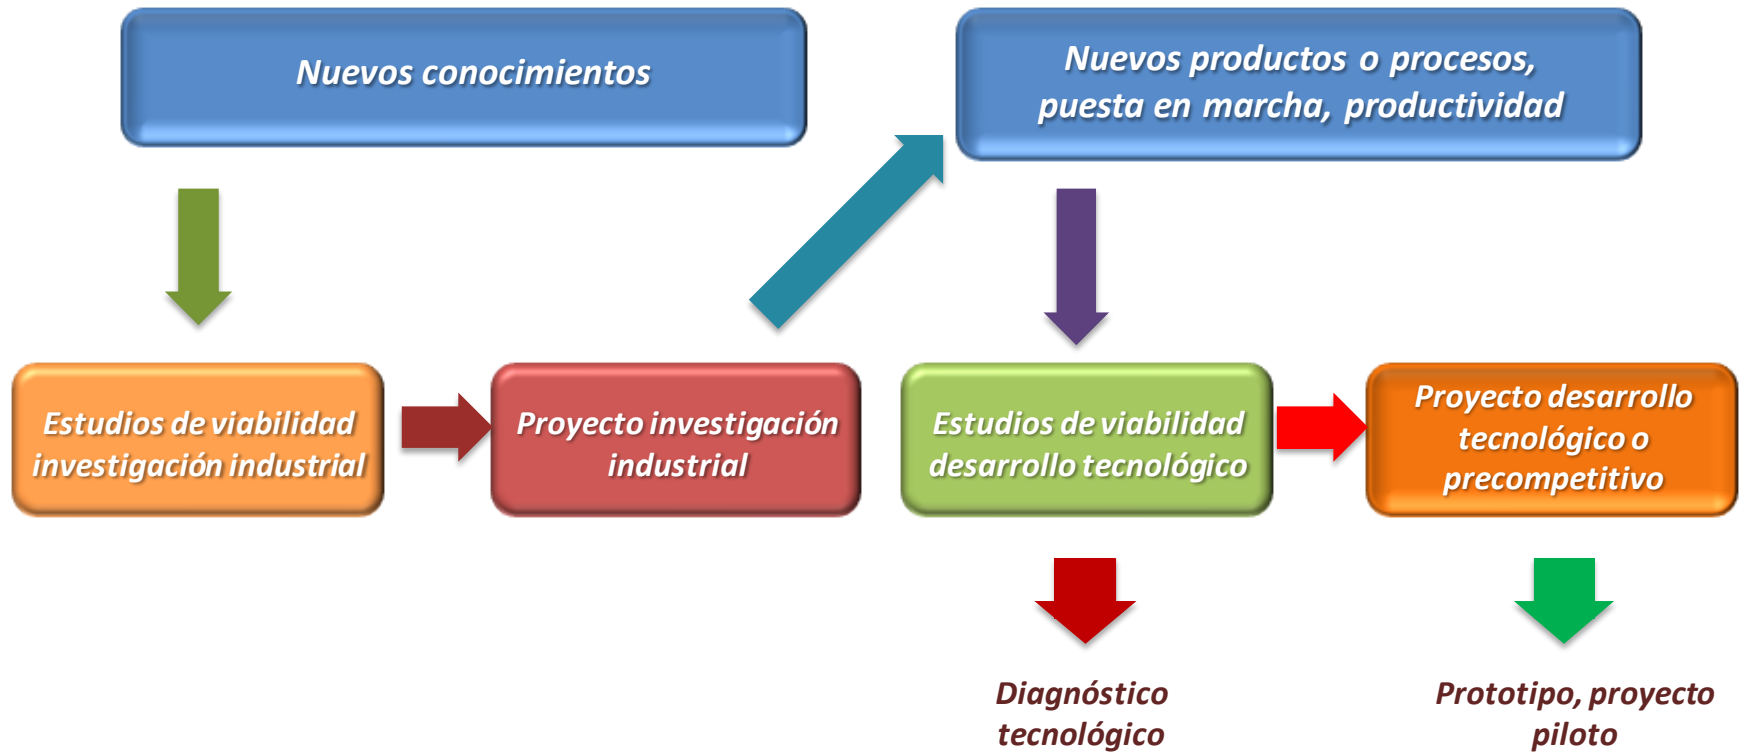 Nuevos conocimientos
Nuevos productos o procesos,
puesta en marcha, productividad
Estudios de viabilidad
investigación industrial
Proyecto investigación
industrial
Estudios de viabilidad
desarrollo tecnológico
Proyecto desarrollo
tecnológico o
precompetitivo
Diagnóstico
tecnológico
Prototipo, proyecto
piloto